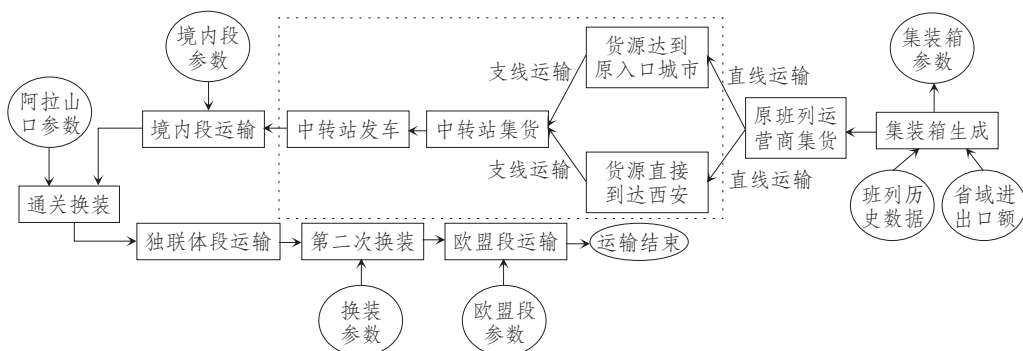 境内段
参数
货源达到
原入口城市
集装箱
参数
支线运输
直线运输
阿拉山
口参数
境内段运输
中转站发车
中转站集货
原班列运
营商集货
集装箱生成
支线运输
货源直接
到达西安
直线运输
通关换装
班列历
史数据
省域进
出口额
独联体段运输
第二次换装
欧盟段运输
运输结束
换装
参数
欧盟段
参数